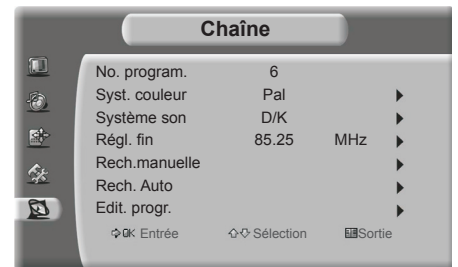 Chaîne
No. program. 6
Syst. couleur Pal
Système son D/K
Régl. fin 85.25 MHz
Rech.manuelle
Rech. Auto
Edit. progr.
OK Entrée Sélection Sortie